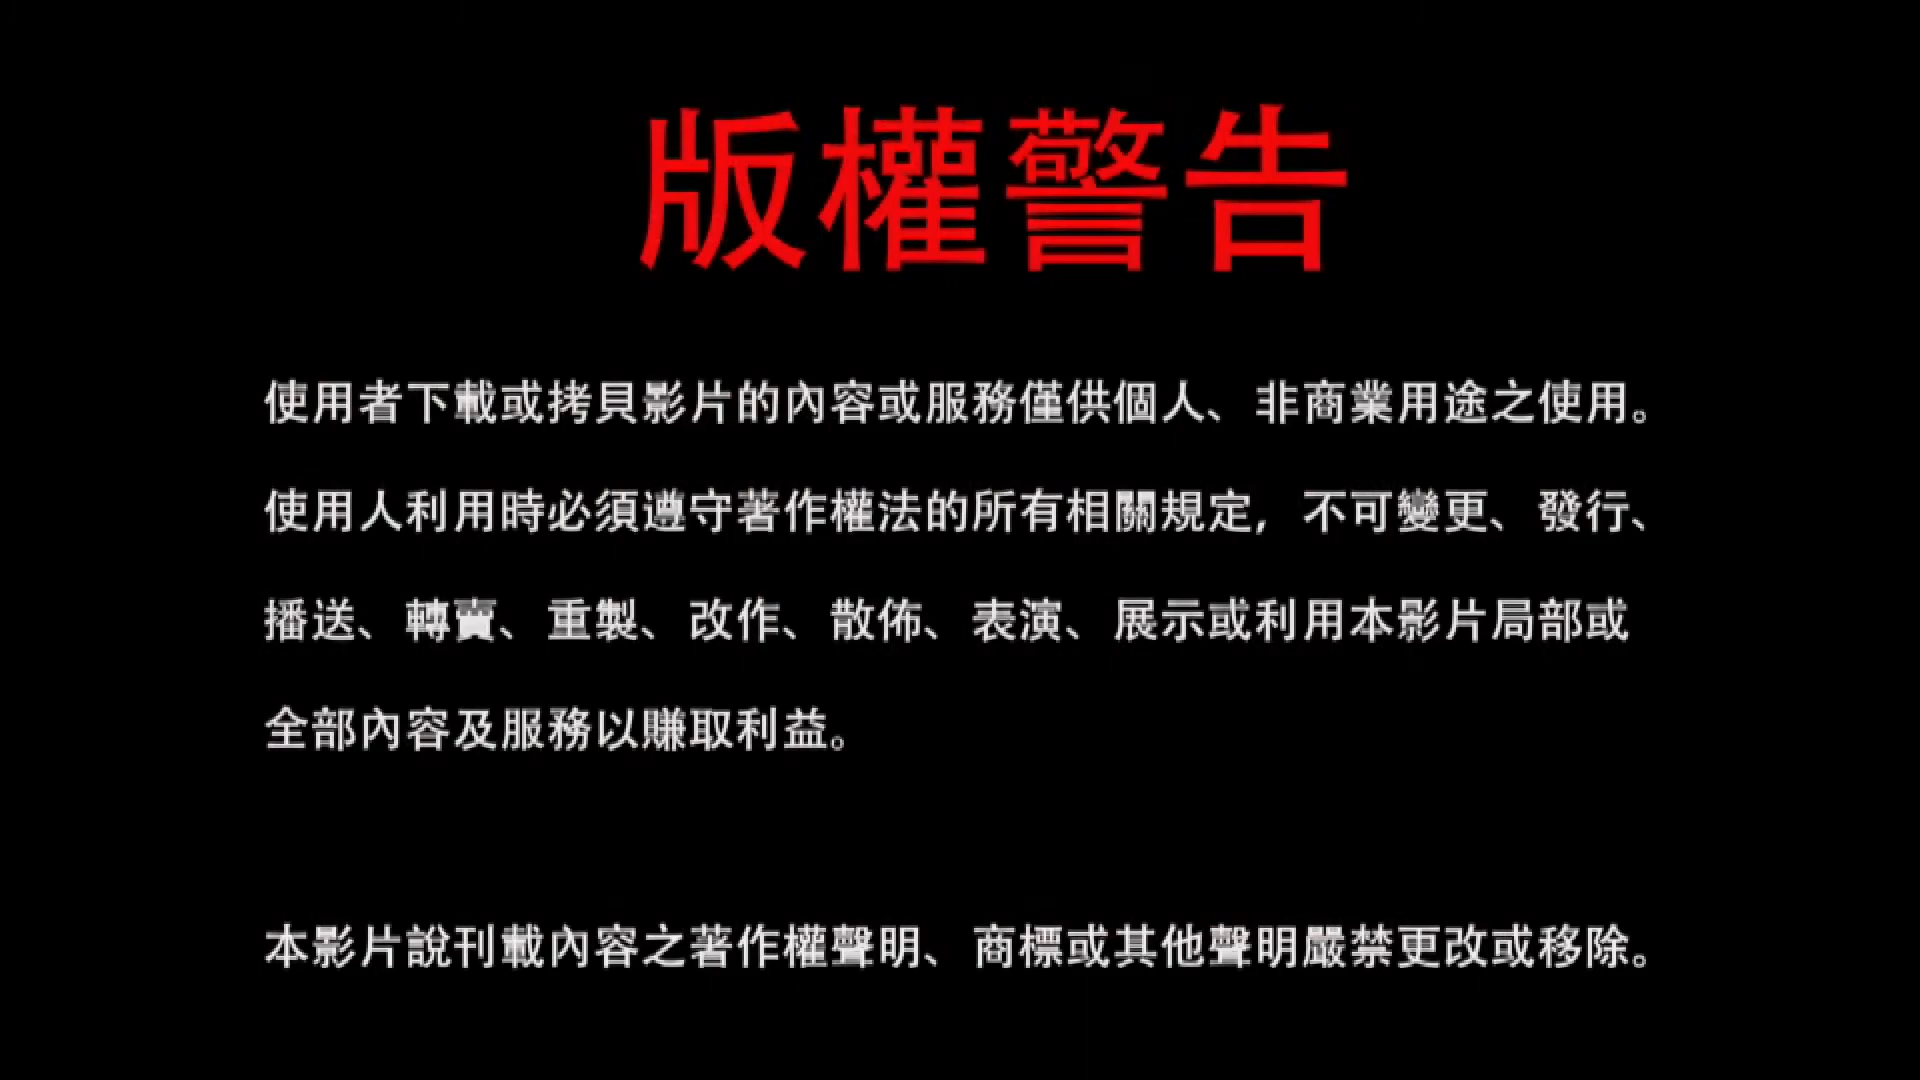 版權警告
使用者下載或拷貝影片的內容或服務僅供個人、非商業用途之使用。
使用人利用時必須遵守著作權法的所有相關規定，不可變更、發行、
播送、轉賣、重製、改作、散佈、表演、展示或利用本影片局部或
全部內容及服務以賺取利益。
本影片說刊載內容之著作權聲明、商標或其他聲明嚴禁更改或移除。